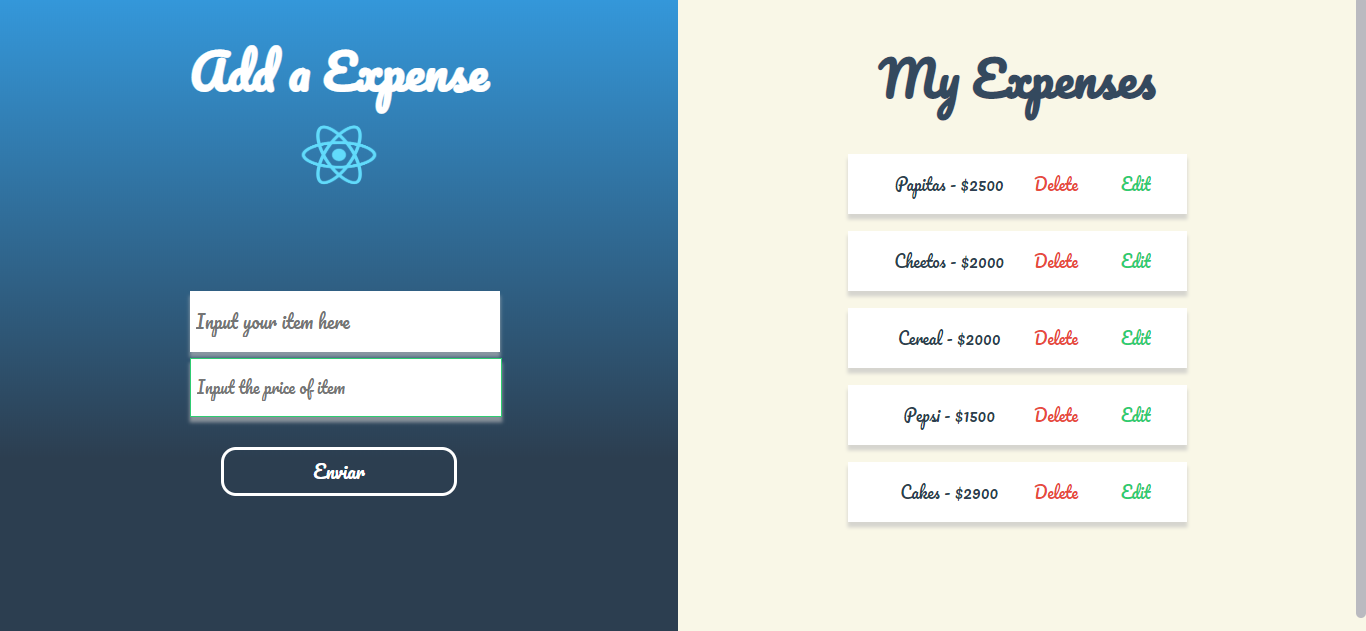 Add a Expense
Input your item here
Input the price of item
Enviar
My Expenses
Papitas - $2500 Delete Edit
Cheetos - $2000 Delete Edit
Cereal - $2000 Delete Edit
Pepsi - $1500 Delete Edit
Cakes - $2900 Delete Edit